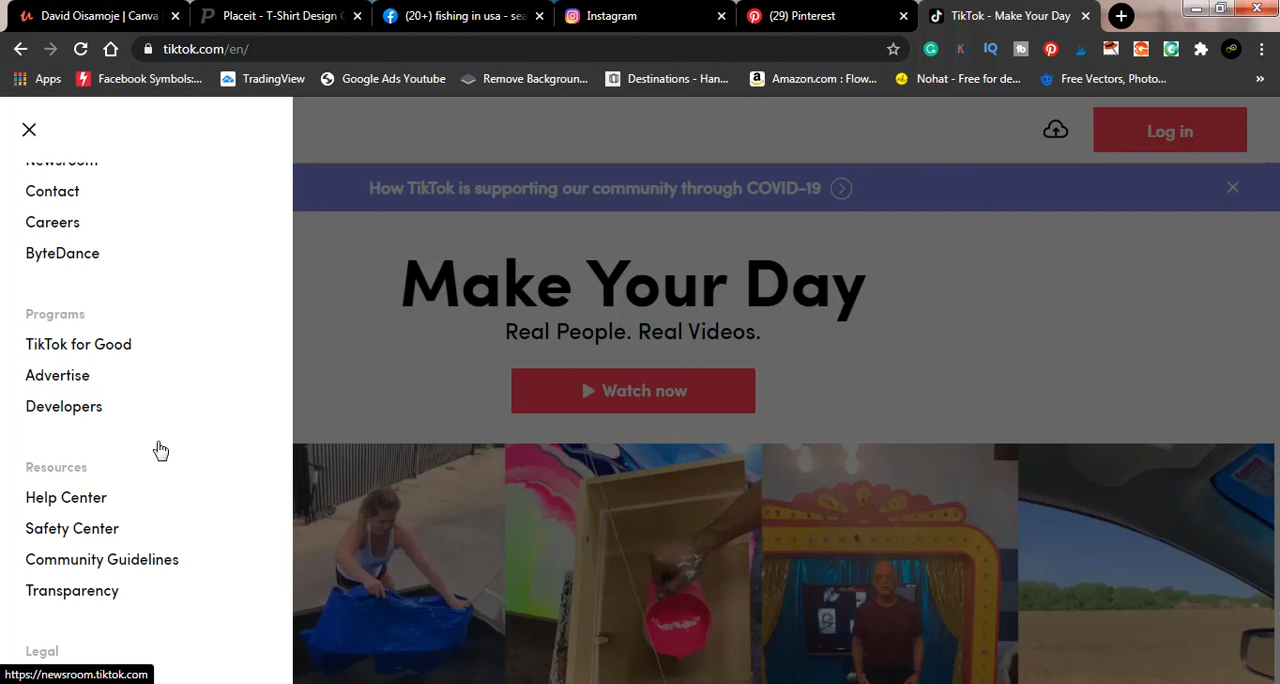 David Oisamoje | Canva
Placeit - T-Shirt Design
(20+) fishing in usa - sea
Instagram
(29) Pinterest
TikTok - Make Your Day
tiktok.com/en/
Apps
Facebook Symbols:...
TradingView
Google Ads Youtube
Remove Backgroun...
Destinations - Han...
Amazon.com : Flow...
Nohat - Free for de...
Free Vectors, Photo...
»
Log in
How TikTok is supporting our community through COVID-19
Newsroom
Contact
Careers
ByteDance
Programs
TikTok for Good
Advertise
Developers
Resources
Help Center
Safety Center
Community Guidelines
Transparency
Legal
Make Your Day
Real People. Real Videos.
Watch now
https://newsroom.tiktok.com